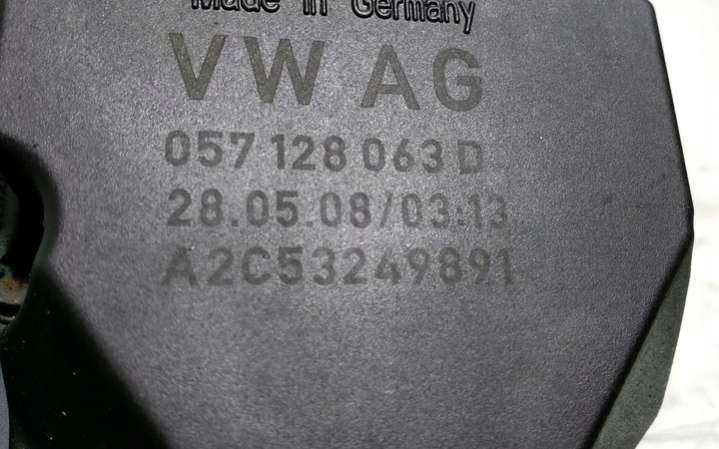 Made in Germany
VW AG
057 128 063 D
28.05.08/03:13
A2C53249891